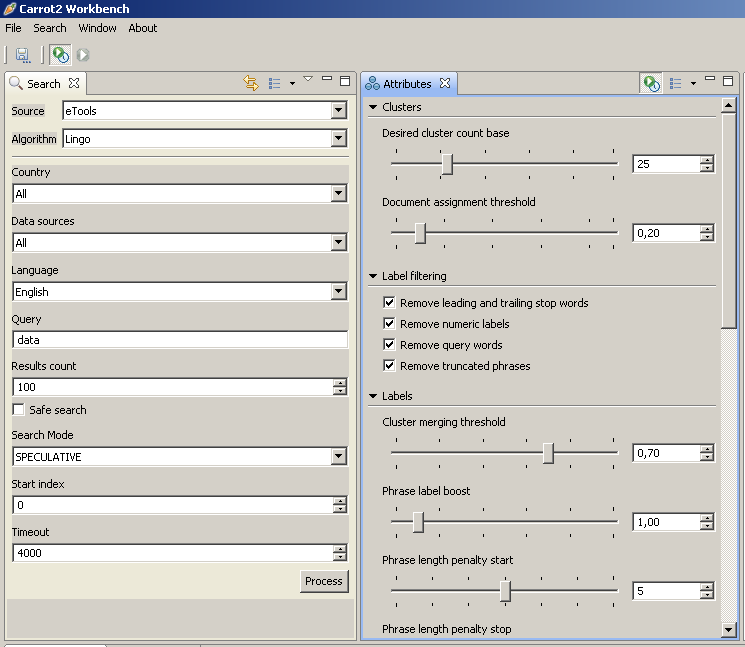 Carrot2 Workbench
File Search Window About
Search
Source eTools
Algorithm Lingo
Country
All
Data sources
All
Language
English
Query
data
Results count
100
Safe search
Search Mode
SPECULATIVE
Start index
0
Timeout
4000
Process
Attributes
Clusters
Desired cluster count base
25
Document assignment threshold
0,20
Label filtering
Remove leading and trailing stop words
Remove numeric labels
Remove query words
Remove truncated phrases
Labels
Cluster merging threshold
0,70
Phrase label boost
1,00
Phrase length penalty start
5
Phrase length penalty stop